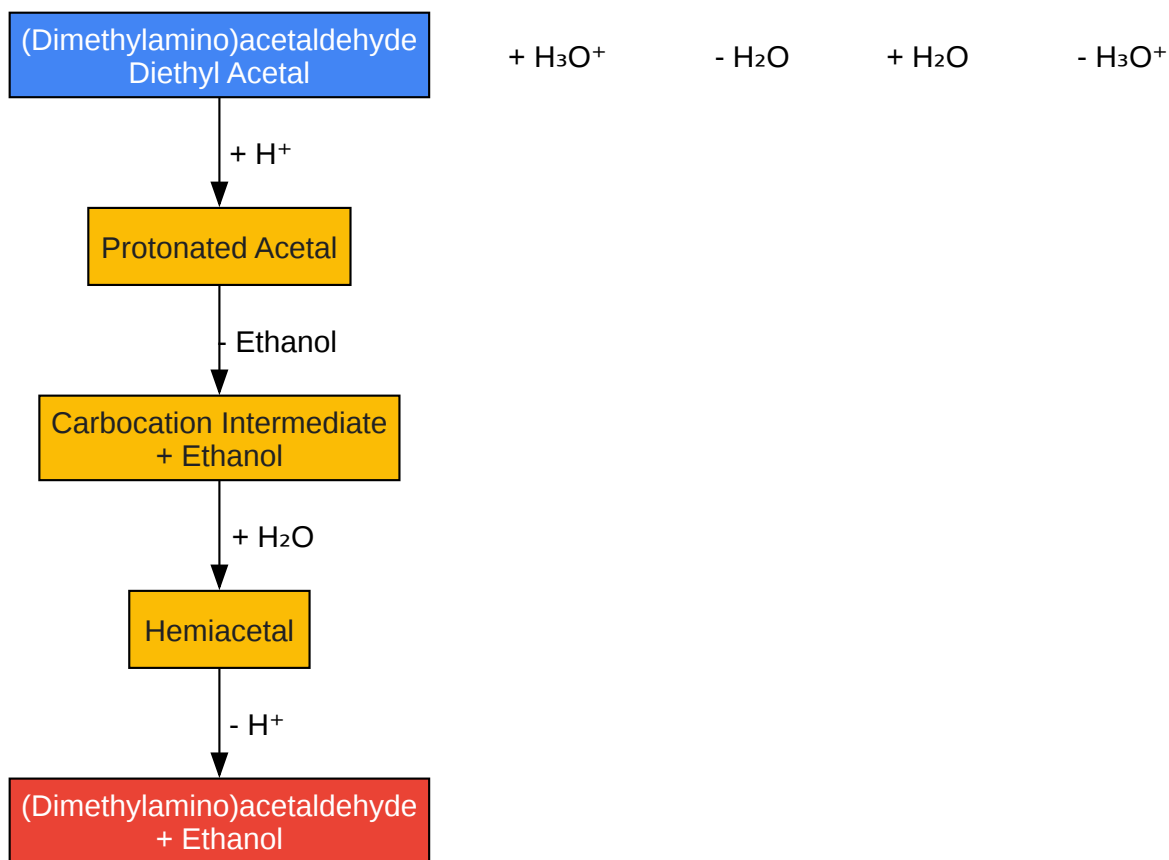 (Dimethylamino)acetaldehyde
Diethyl Acetal
+ H₃O⁺
- H₂O
+ H₂O
- H₃O⁺
+ H⁺
Protonated Acetal
- Ethanol
Carbocation Intermediate
+ Ethanol
+ H₂O
Hemiacetal
- H⁺
(Dimethylamino)acetaldehyde
+ Ethanol